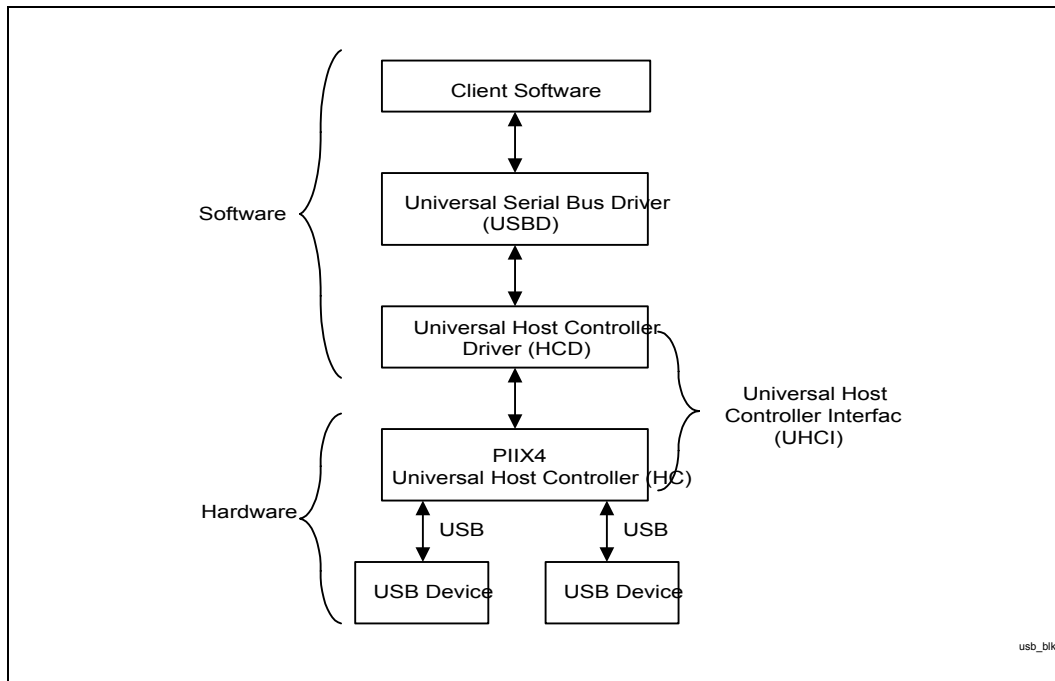 Client Software
Universal Serial Bus Driver
(USBD)
Software
Universal Host Controller
Driver (HCD)
Universal Host
Controller Interfac
(UHCI)
PIIX4
Universal Host Controller (HC)
Hardware
USB
USB
USB Device
USB Device
usb_blk